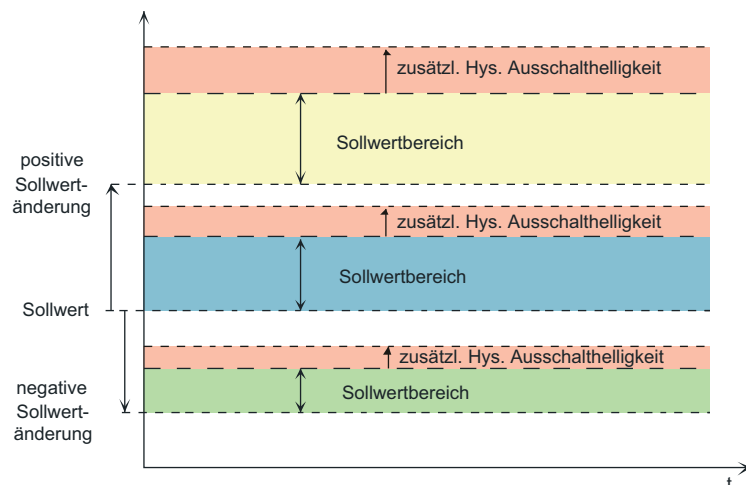 zusätzl. Hys. Ausschalthelligkeit
Sollwertbereich
positive
Sollwert-
änderung
zusätzl. Hys. Ausschalthelligkeit
Sollwertbereich
Sollwert
zusätzl. Hys. Ausschalthelligkeit
Sollwertbereich
negative
Sollwert-
änderung
t